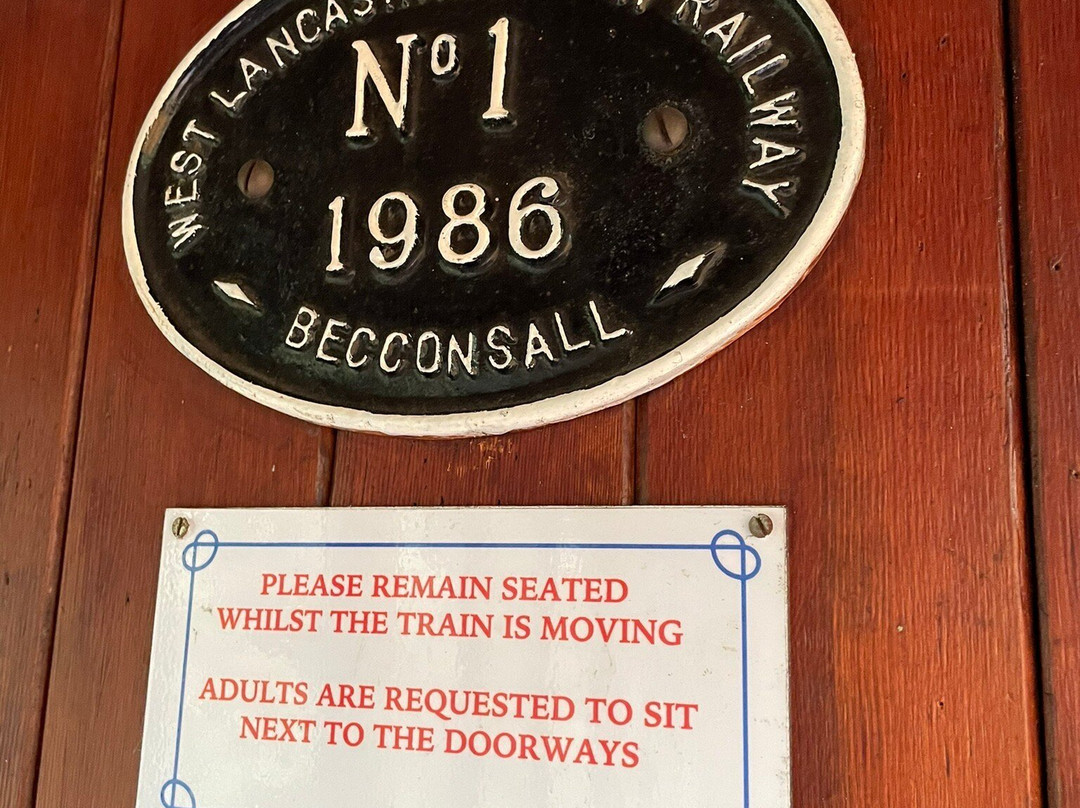 WEST RAILWAY
Nº 1
1986
BECCONSALL
PLEASE REMAIN SEATED
WHILST THE TRAIN IS MOVING
ADULTS ARE REQUESTED TO SIT
NEXT TO THE DOORWAYS